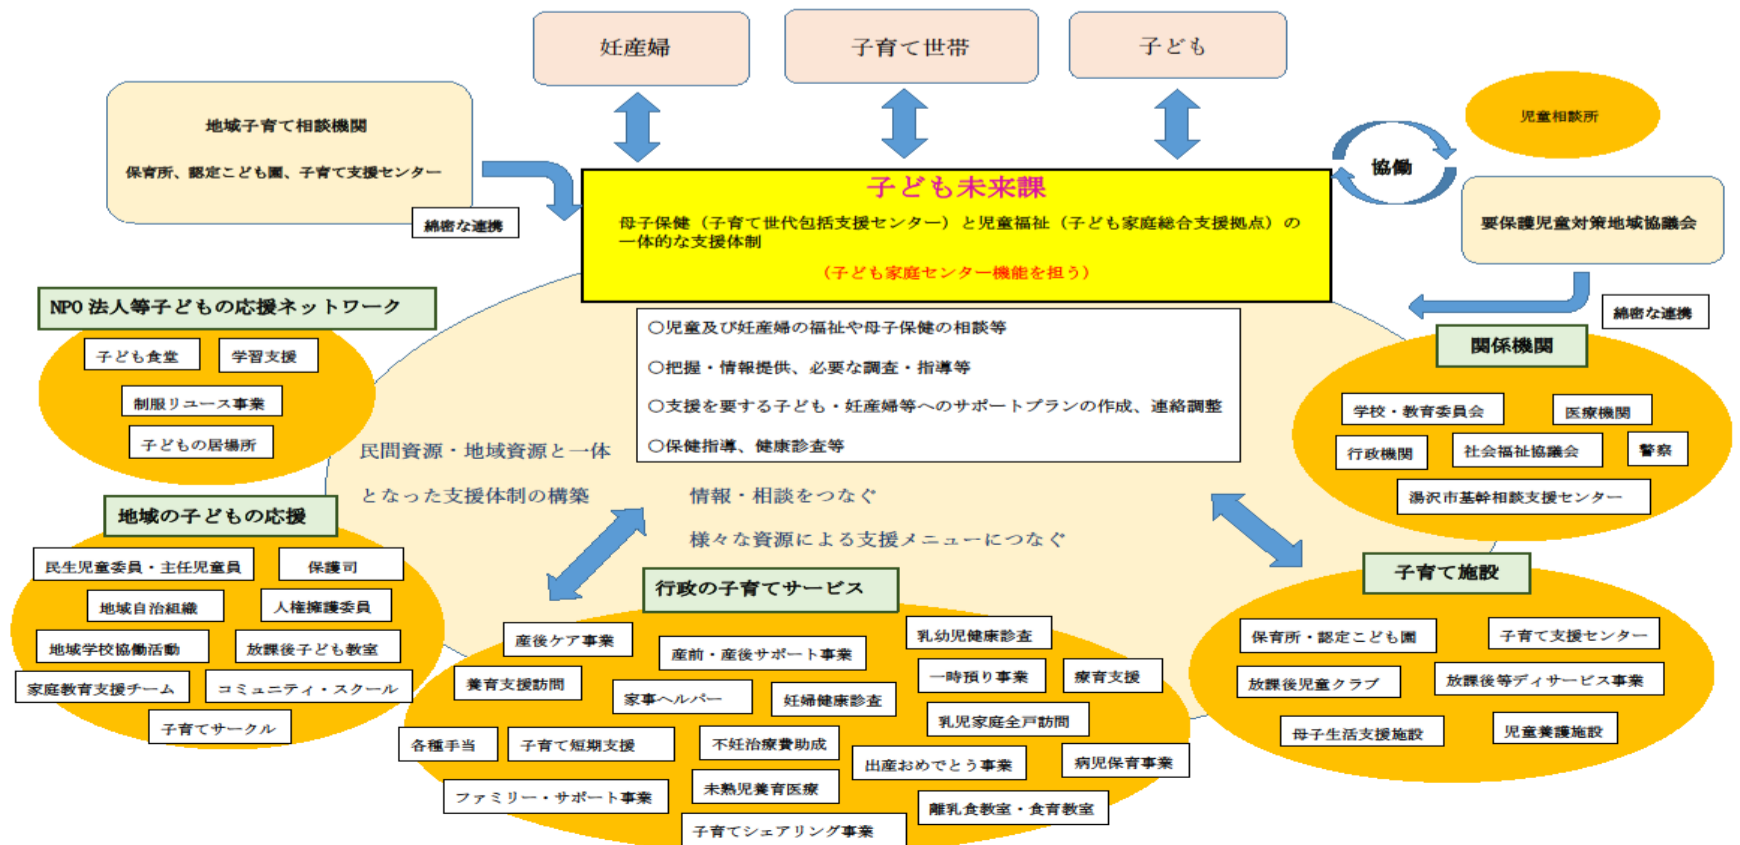 妊産婦
子育て世帯
子ども
地域子育て相談機関
保育所、認定こども園、子育て支援センター
綿密な連携
児童相談所
協働
要保護児童対策地域協議会
綿密な連携
子ども未来課
母子保健（子育て世代包括支援センター）と児童福祉（子ども家庭総合支援拠点）の
一体的な支援体制
（子ども家庭センター機能を担う）
〇児童及び妊産婦の福祉や母子保健の相談等
〇把握・情報提供、必要な調査・指導等
〇支援を要する子ども・妊産婦等へのサポートプランの作成、連絡調整
〇保健指導、健康診査等
民間資源・地域資源と一体
となった支援体制の構築
情報・相談をつなぐ
様々な資源による支援メニューにつなぐ
NPO 法人等子どもの応援ネットワーク
子ども食堂
学習支援
制服リユース事業
子どもの居場所
地域の子どもの応援
民生児童委員・主任児童員
保護司
地域自治組織
人権擁護委員
地域学校協働活動
放課後子ども教室
家庭教育支援チーム
コミュニティ・スクール
子育てサークル
行政の子育てサービス
産後ケア事業
産前・産後サポート事業
乳幼児健康診査
養育支援訪問
家事ヘルパー
妊婦健康診査
一時預り事業
療育支援
乳児家庭全戸訪問
各種手当
子育て短期支援
不妊治療費助成
出産おめでとう事業
病児保育事業
ファミリー・サポート事業
未熟児養育医療
離乳食教室・食育教室
子育てシェアリング事業
関係機関
学校・教育委員会
医療機関
行政機関
社会福祉協議会
警察
湯沢市基幹相談支援センター
子育て施設
保育所・認定こども園
子育て支援センター
放課後児童クラブ
放課後等ディサービス事業
母子生活支援施設
児童養護施設